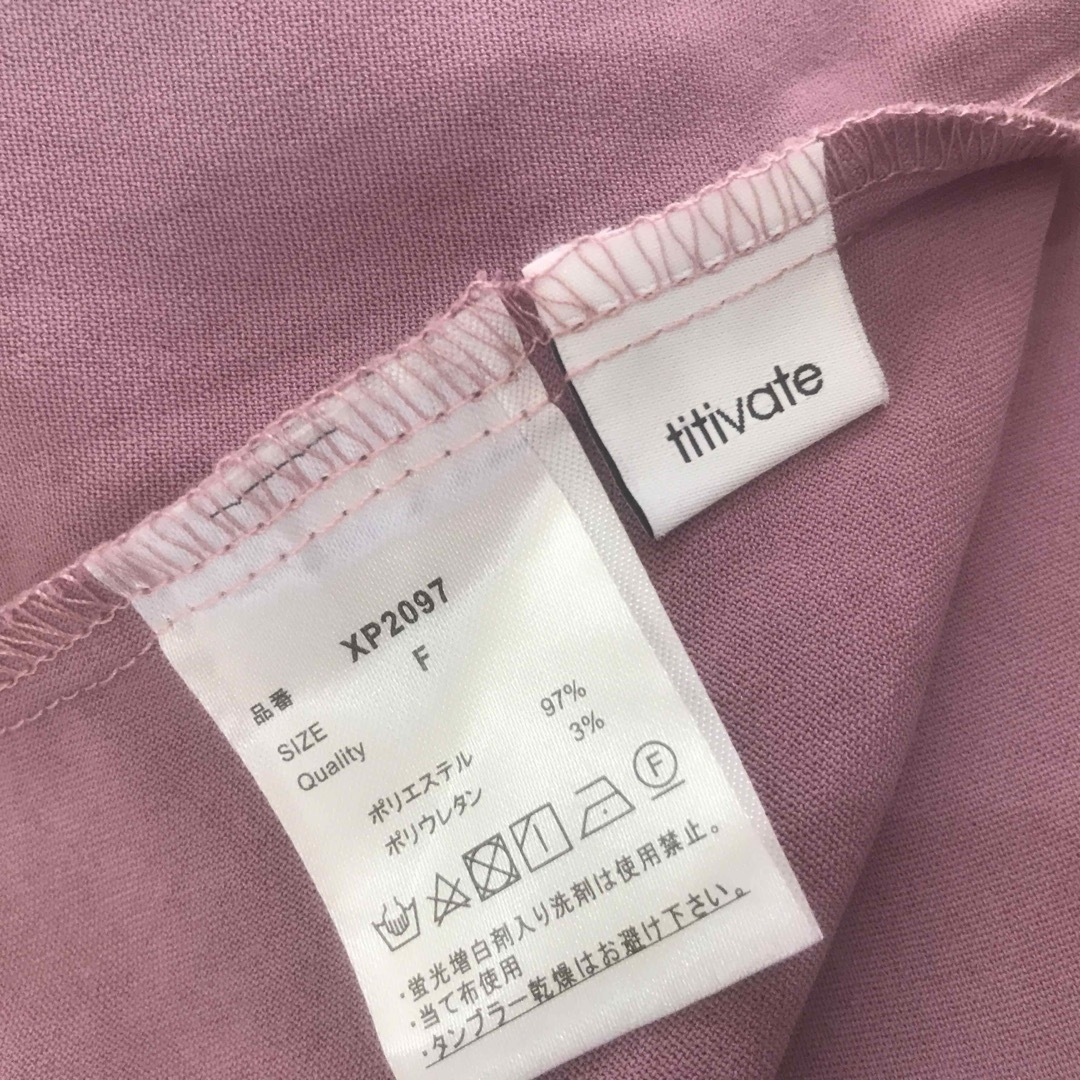 titivate
品番 XP2097
SIZE F
Quality
ポリエステル 97%
ポリウレタン 3%
F
・蛍光増白剤入り洗剤は使用禁止。
・当て布使用
・タンブラー乾燥はお避け下さい。